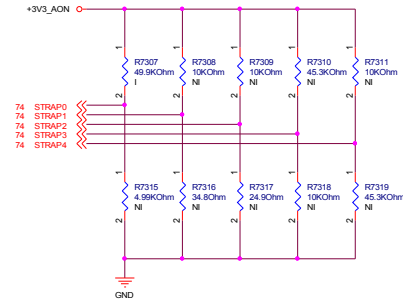 +3V3_AON
1 1 1 1 1
R7307 R7308 R7309 R7310 R7311
49.9KOhm 10KOhm 10KOhm 45.3KOhm 10KOhm
I NI NI NI NI
2 2 2 2 2
74 STRAP0
74 STRAP1
74 STRAP2
74 STRAP3
74 STRAP4
1 1 1 1 1
R7315 R7316 R7317 R7318 R7319
4.99KOhm 34.8Ohm 24.9KOhm 10KOhm 45.3KOhm
NI NI NI NI NI
2 2 2 2 2
GND